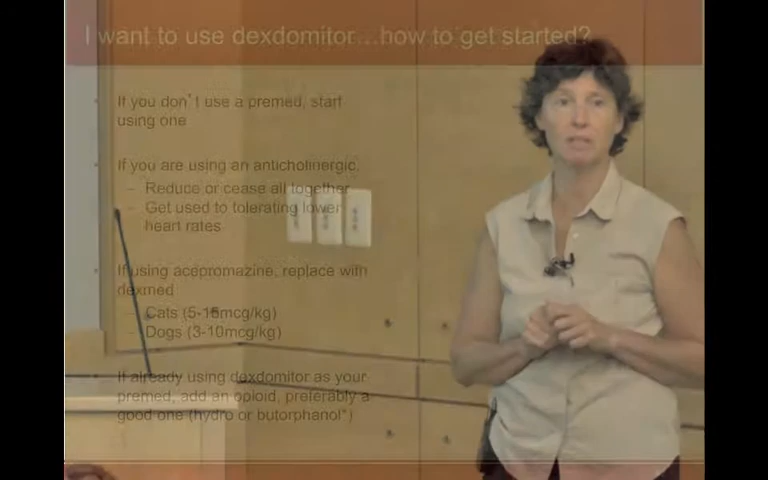 I want to use dexdomitor…how to get started?
If you don't use a premed, start
using one
If you are using an anticholinergic,
– Reduce or cease all together
– Get used to tolerating lower
heart rates
If using acepromazine, replace with
dexmed
– Cats (5-15mcg/kg)
– Dogs (3-10mcg/kg)
If already using dexdomitor as your
premed, add an opioid, preferably a
good one (hydro or butorphanol*)